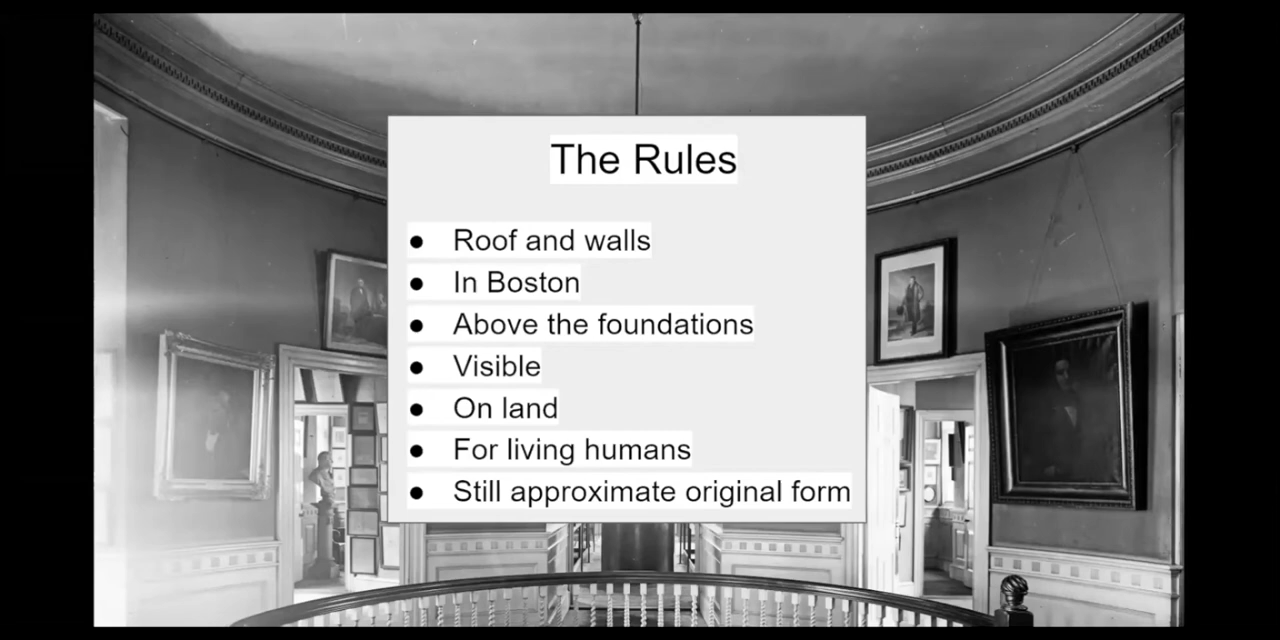 The Rules
● Roof and walls
● In Boston
● Above the foundations
● Visible
● On land
● For living humans
● Still approximate original form